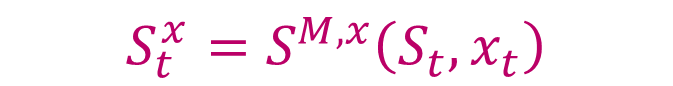 $S_t^x = S^{M,x}(S_t, x_t)$